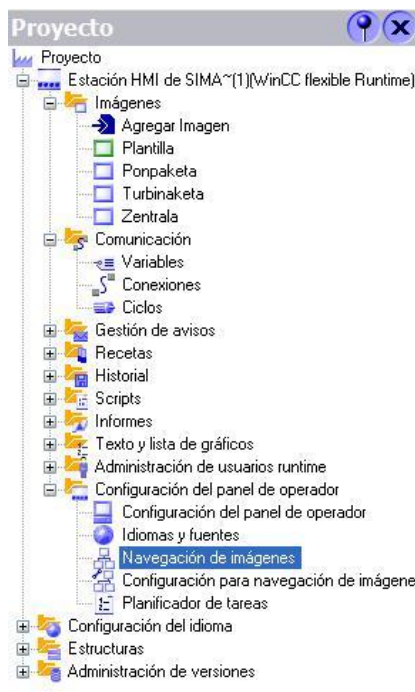 Proyecto
Proyecto
Estación HMI de SIMA~(1)(WinCC flexible Runtime)
Imágenes
Agregar Imagen
Plantilla
Ponpaketa
Turbinaketa
Zentrala
Comunicación
Variables
Conexiones
Ciclos
Gestión de avisos
Recetas
Historial
Scripts
Informes
Texto y lista de gráficos
Administración de usuarios runtime
Configuración del panel de operador
Configuración del panel de operador
Idiomas y fuentes
Navegación de imágenes
Configuración para navegación de imágene
Planificador de tareas
Configuración del idioma
Estructuras
Administración de versiones